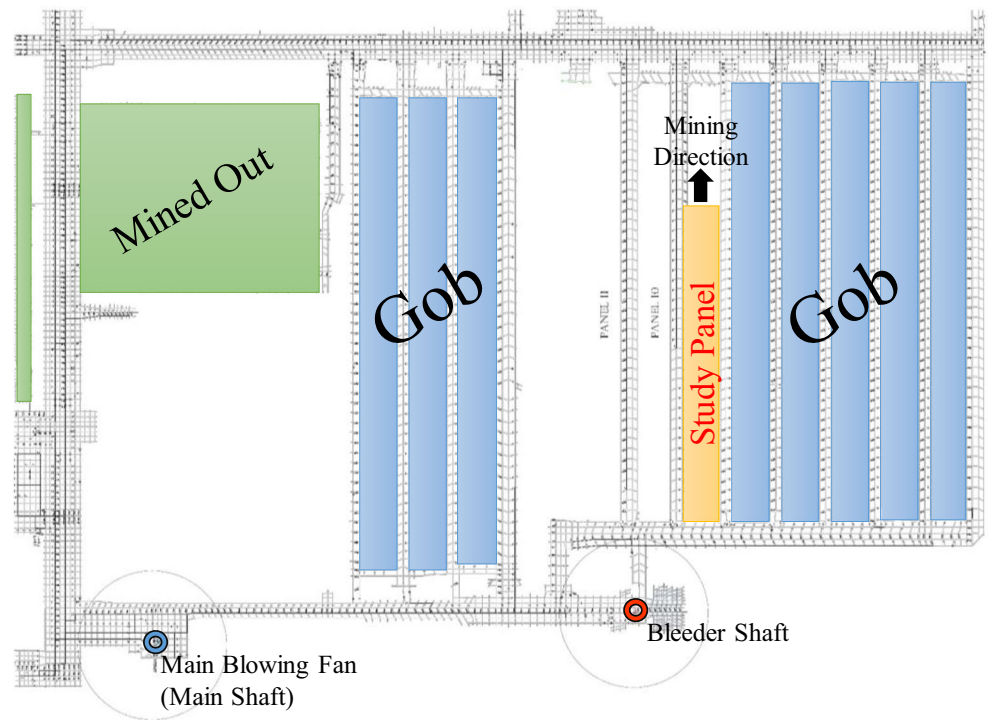 Mined Out
Gob
Mining
Direction
PANEL 11
PANEL 10
Study Panel
Gob
Bleeder Shaft
Main Blowing Fan
(Main Shaft)